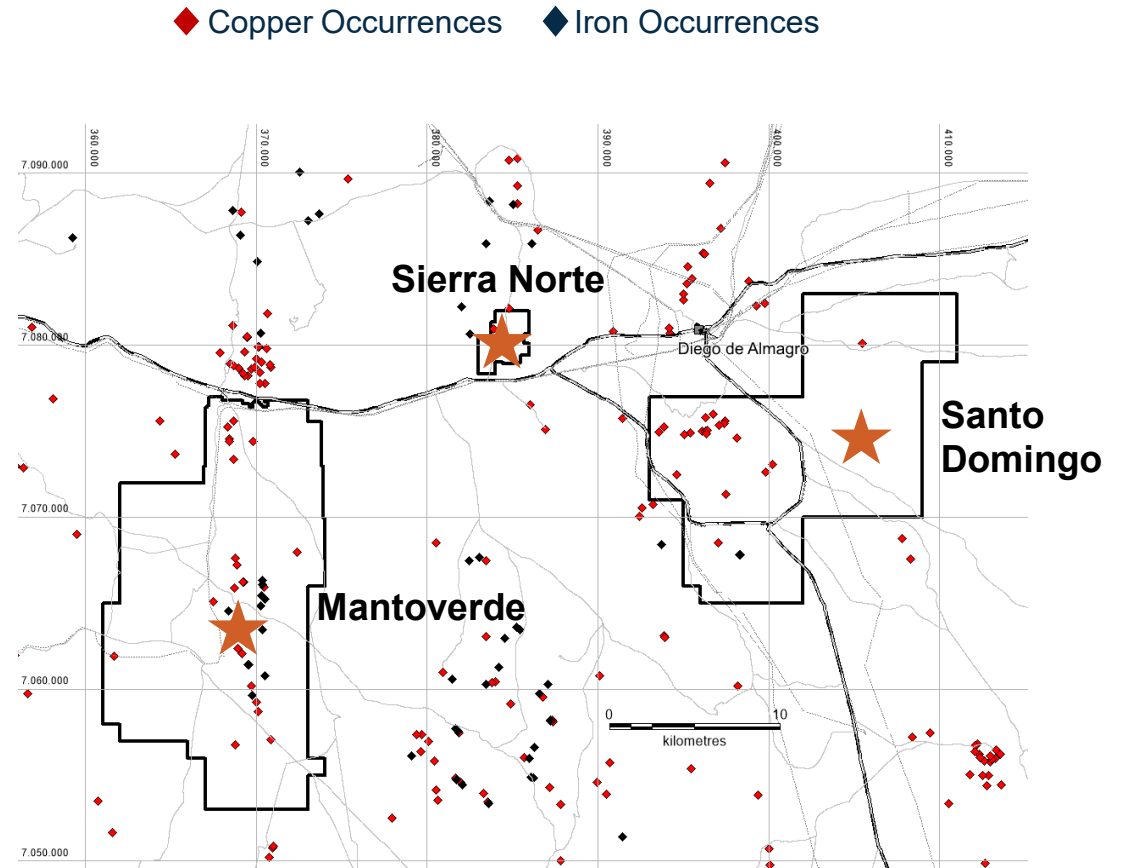 Copper Occurrences
Iron Occurrences
360.000
370.000
380.000
390.000
400.000
410.000
7.090.000
Sierra Norte
7.080.000
Diego de Almagro
Santo
Domingo
7.070.000
Mantoverde
7.060.000
0
10
kilometres
7.050.000